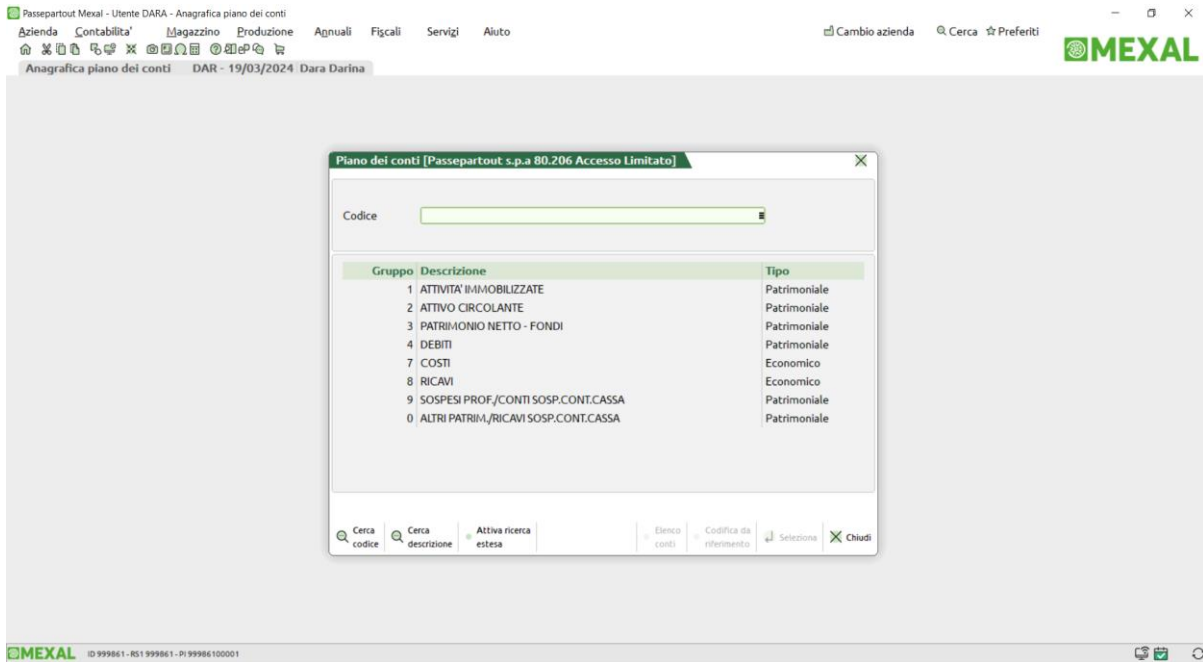 Passepartout Mexal - Utente DARA - Anagrafica piano dei conti
Azienda Contabilita' Magazzino Produzione Annuali Fiscali Servizi Aiuto Cambio azienda Cerca Preferiti
MEXAL
Anagrafica piano dei conti DAR - 19/03/2024 Dara Darina
Piano dei conti [Passepartout s.p.a 80.206 Accesso Limitato]
Codice
Gruppo Descrizione Tipo
1 ATTIVITA' IMMOBILIZZATE Patrimoniale
2 ATTIVO CIRCOLANTE Patrimoniale
3 PATRIMONIO NETTO - FONDI Patrimoniale
4 DEBITI Patrimoniale
7 COSTI Economico
8 RICAVI Economico
9 SOSPESI PROF./CONTI SOSP.CONT.CASSA Patrimoniale
0 ALTRI PATRIM./RICAVI SOSP.CONT.CASSA Patrimoniale
Cerca codice
Cerca descrizione
Attiva ricerca estesa
Elenco conti
Codifica da riferimento
Seleziona
Chiudi
MEXAL ID 999861 - RS1 999861 - PI 99986100001